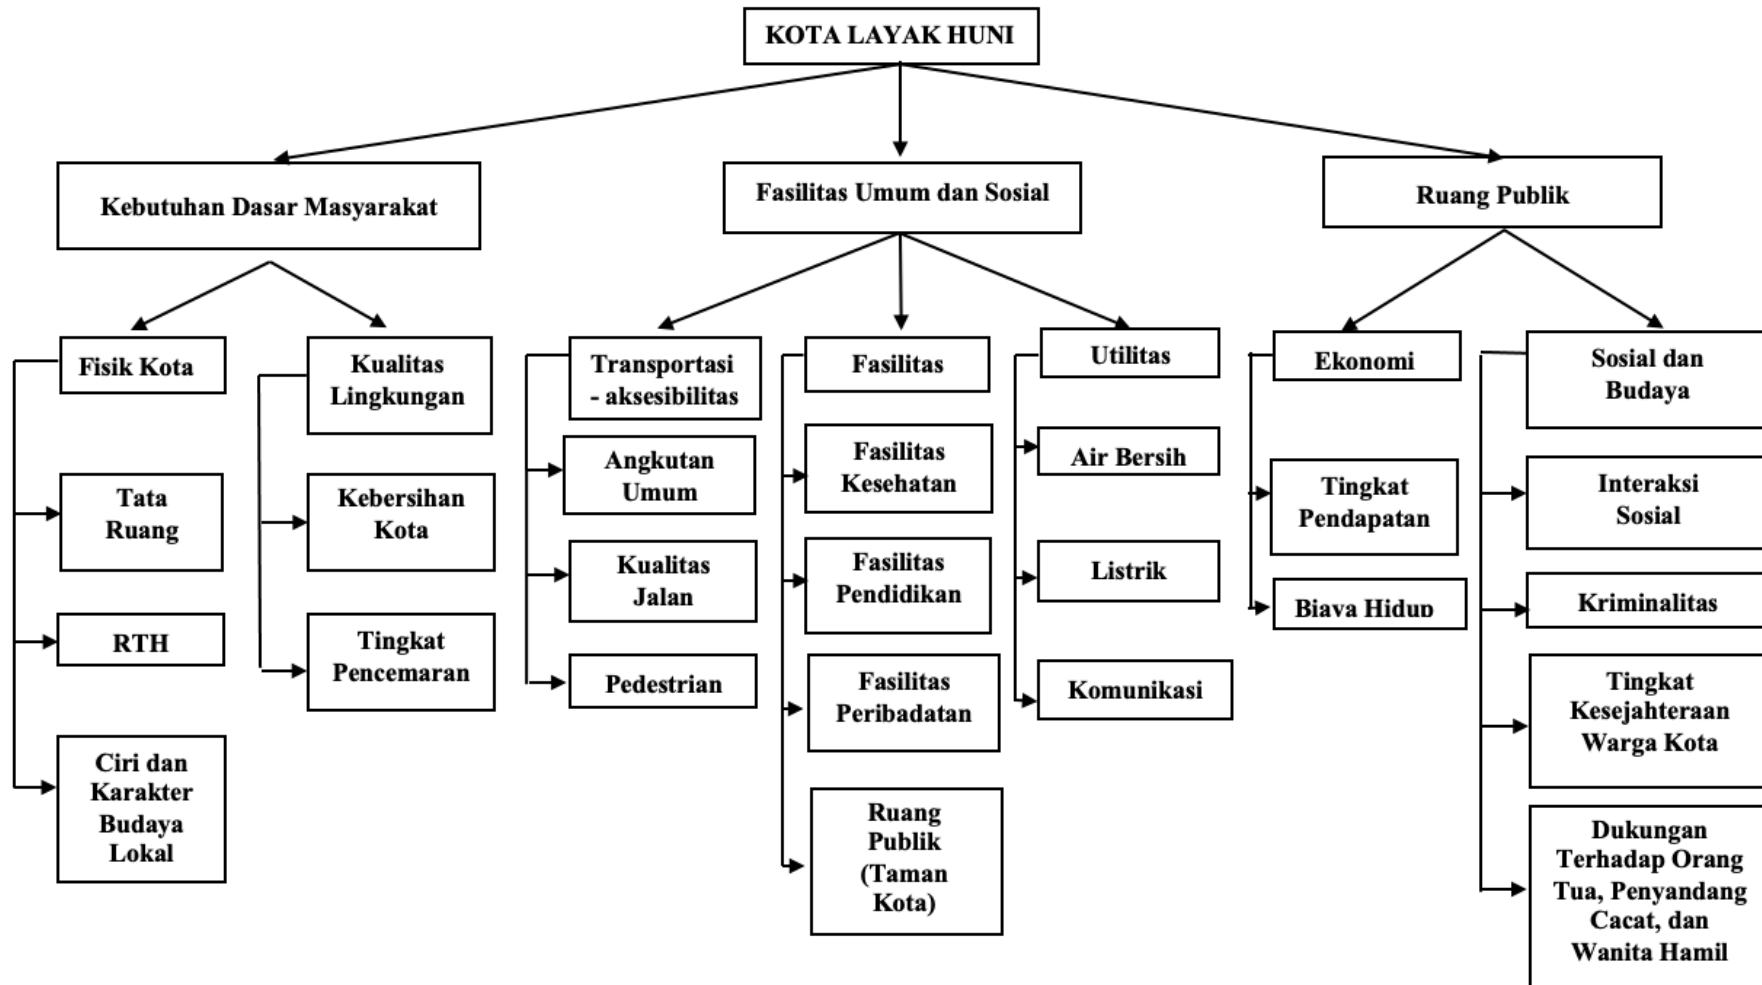 KOTA LAYAK HUNI
Kebutuhan Dasar Masyarakat
Fasilitas Umum dan Sosial
Ruang Publik
Fisik Kota
Tata
Ruang
RTH
Ciri dan
Karakter
Budaya
Lokal
Kualitas
Lingkungan
Kebersihan
Kota
Tingkat
Pencemaran
Transportasi
- aksesibilitas
Angkutan
Umum
Kualitas
Jalan
Pedestrian
Fasilitas
Fasilitas
Kesehatan
Fasilitas
Pendidikan
Fasilitas
Peribadatan
Ruang
Publik
(Taman
Kota)
Utilitas
Air Bersih
Listrik
Komunikasi
Ekonomi
Tingkat
Pendapatan
Biaya Hidup
Sosial dan
Budaya
Interaksi
Sosial
Kriminalitas
Tingkat
Kesejahteraan
Warga Kota
Dukungan
Terhadap Orang
Tua, Penyandang
Cacat, dan
Wanita Hamil